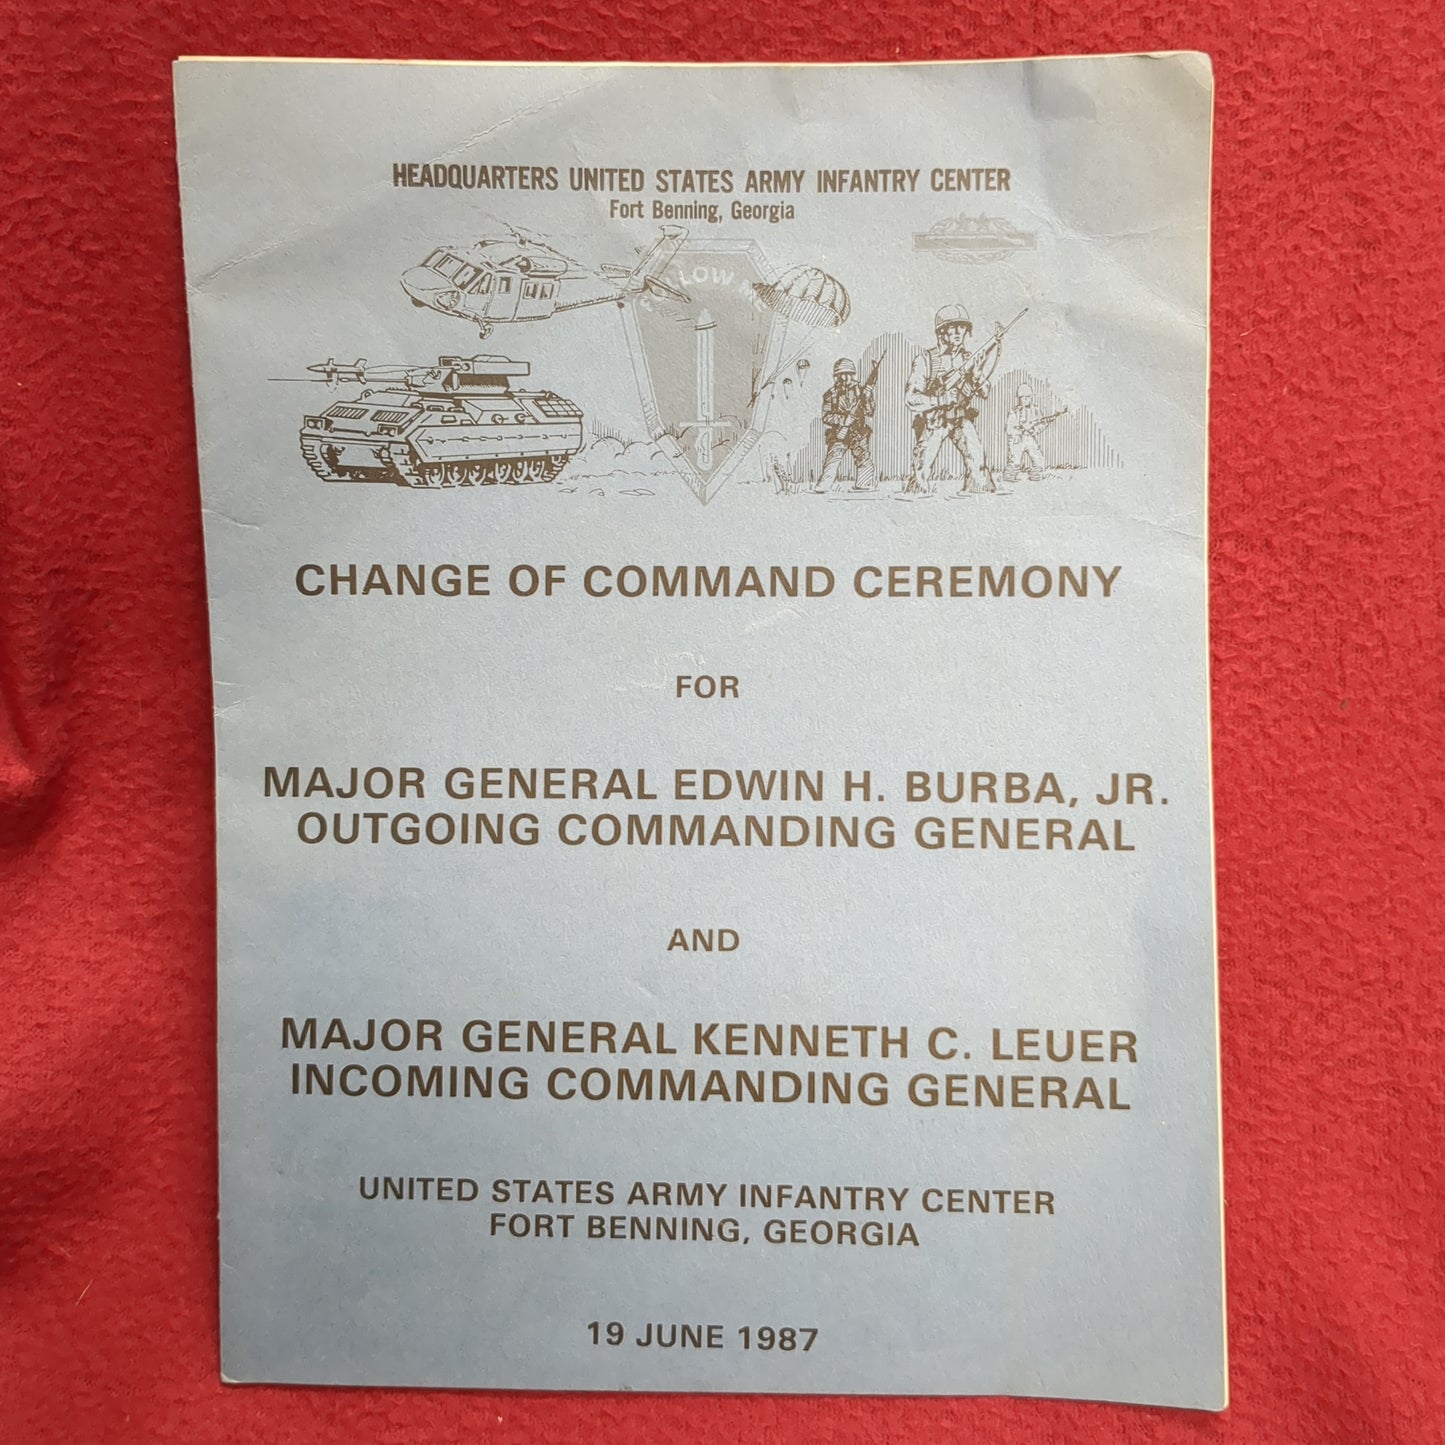 HEADQUARTERS UNITED STATES ARMY INFANTRY CENTER
Fort Benning, Georgia
FOLLOW ME
CHANGE OF COMMAND CEREMONY
FOR
MAJOR GENERAL EDWIN H. BURBA, JR.
OUTGOING COMMANDING GENERAL
AND
MAJOR GENERAL KENNETH C. LEUER
INCOMING COMMANDING GENERAL
UNITED STATES ARMY INFANTRY CENTER
FORT BENNING, GEORGIA
19 JUNE 1987